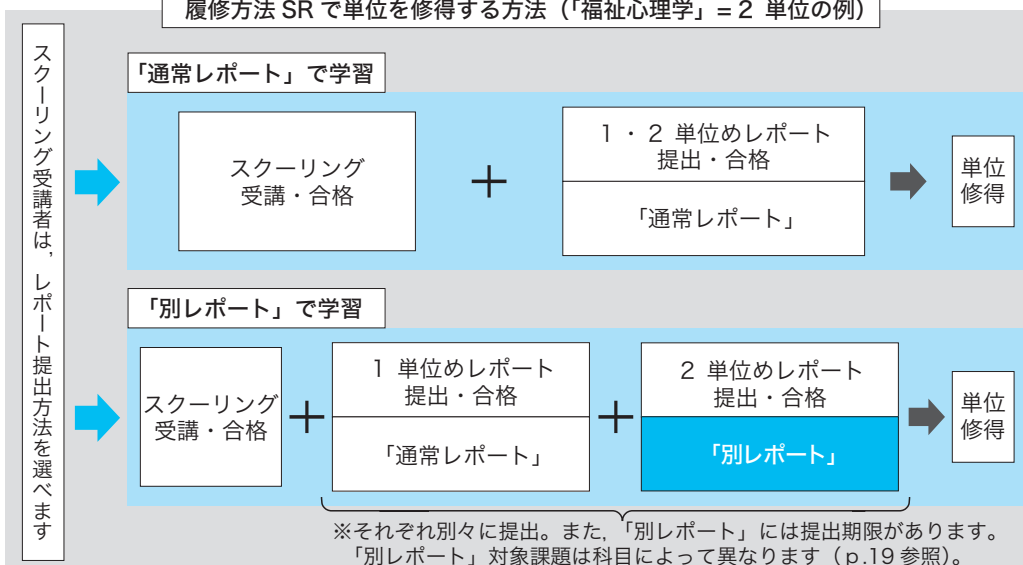 履修方法 SR で単位を修得する方法（「福祉心理学」= 2 単位の例）
スクーリング受講者は，レポート提出方法を選べます
「通常レポート」で学習
スクーリング
受講・合格
＋
1 ・ 2 単位めレポート
提出・合格
「通常レポート」
単位
修得
「別レポート」で学習
スクーリング
受講・合格
＋
1 単位めレポート
提出・合格
「通常レポート」
＋
2 単位めレポート
提出・合格
「別レポート」
単位
修得
※それぞれ別々に提出。また，「別レポート」には提出期限があります。
「別レポート」対象課題は科目によって異なります（ p.19 参照）。